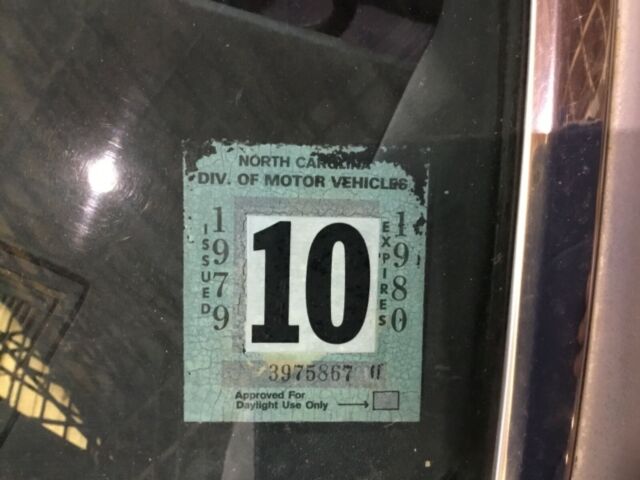 NORTH CAROLINA
DIV. OF MOTOR VEHICLES
ISSUED
1979
10
EXPIRES
1980
3975867
Approved For
Daylight Use Only